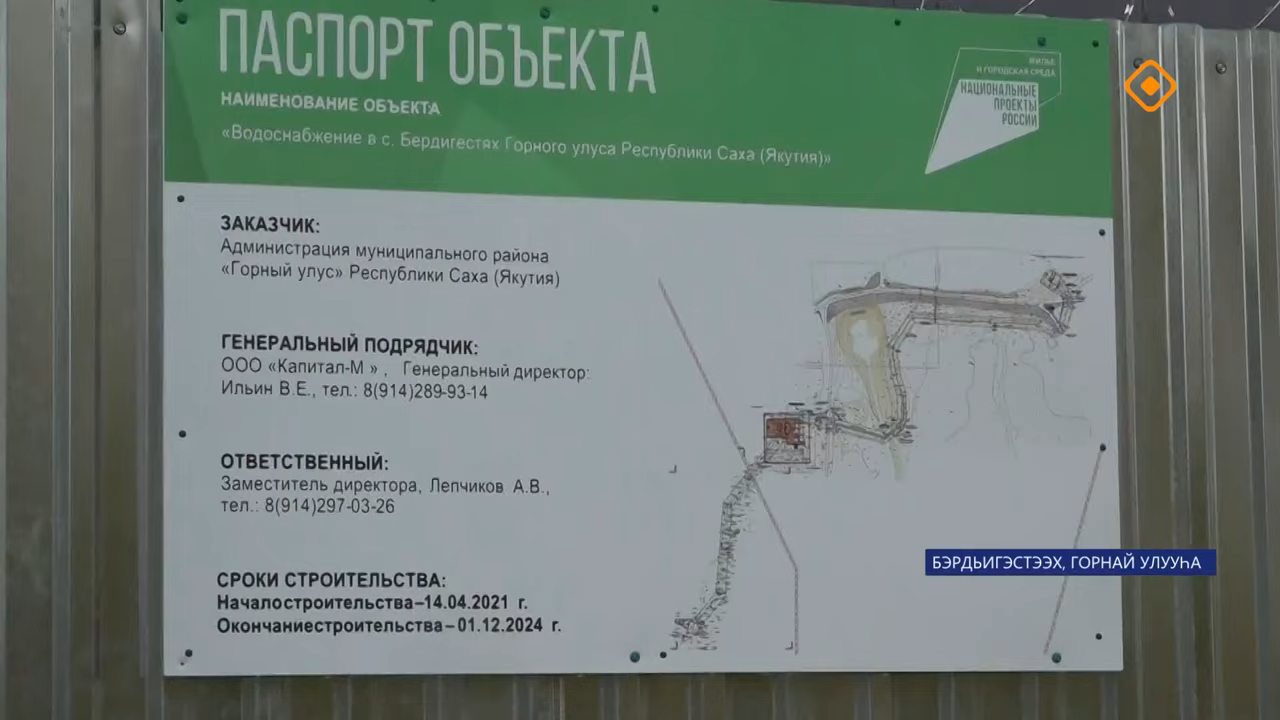 ПАСПОРТ ОБЪЕКТА
НАИМЕНОВАНИЕ ОБЪЕКТА
«Водоснабжение в с. Бердигестях Горного улуса Республики Саха (Якутия)»
ЖИЛЬЕ
И ГОРОДСКАЯ СРЕДА
НАЦИОНАЛЬНЫЕ
ПРОЕКТЫ
РОССИИ
ЗАКАЗЧИК:
Администрация муниципального района
«Горный улус» Республики Саха (Якутия)
ГЕНЕРАЛЬНЫЙ ПОДРЯДЧИК:
ООО «Капитал-М » , Генеральный директор:
Ильин В.Е., тел.: 8(914)289-93-14
ОТВЕТСТВЕННЫЙ:
Заместитель директора, Лепчиков А.В.,
тел.: 8(914)297-03-26
СРОКИ СТРОИТЕЛЬСТВА:
Началостроительства–14.04.2021 г.
Окончаниестроительства–01.12.2024 г.
БЭРДЬИГЭСТЭЭХ, ГОРНАЙ УЛУУҺА